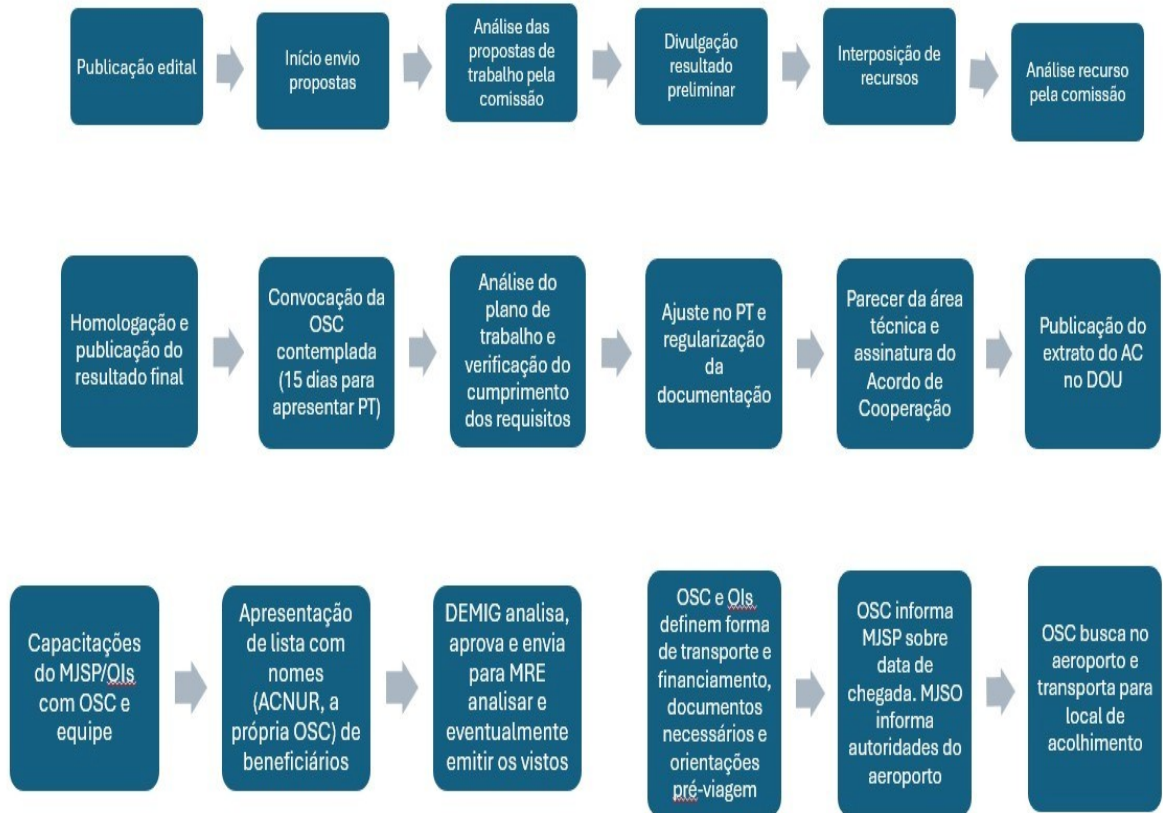 Publicação edital
Início envio
propostas
Análise das
propostas de
trabalho pela
comissão
Divulgação
resultado
preliminar
Interposição de
recursos
Análise recurso
pela comissão
Homologação e
publicação do
resultado final
Convocação da
OSC
contemplada
(15 dias para
apresentar PT)
Análise do
plano de
trabalho e
verificação do
cumprimento
dos requisitos
Ajuste no PT e
regularização
da
documentação
Parecer da área
técnica e
assinatura do
Acordo de
Cooperação
Publicação do
extrato do AC
no DOU
Capacitações
do MJSP/OIs
com OSC e
equipe
Apresentação
de lista com
nomes
(ACNUR, a
própria OSC) de
beneficiários
DEMIG analisa,
aprova e envia
para MRE
analisar e
eventualmente
emitir os vistos
OSC e OIs
definem forma
de transporte e
financiamento,
documentos
necessários e
orientações
pré-viagem
OSC informa
MJSP sobre
data de
chegada. MJSO
informa
autoridades do
aeroporto
OSC busca no
aeroporto e
transporta para
local de
acolhimento